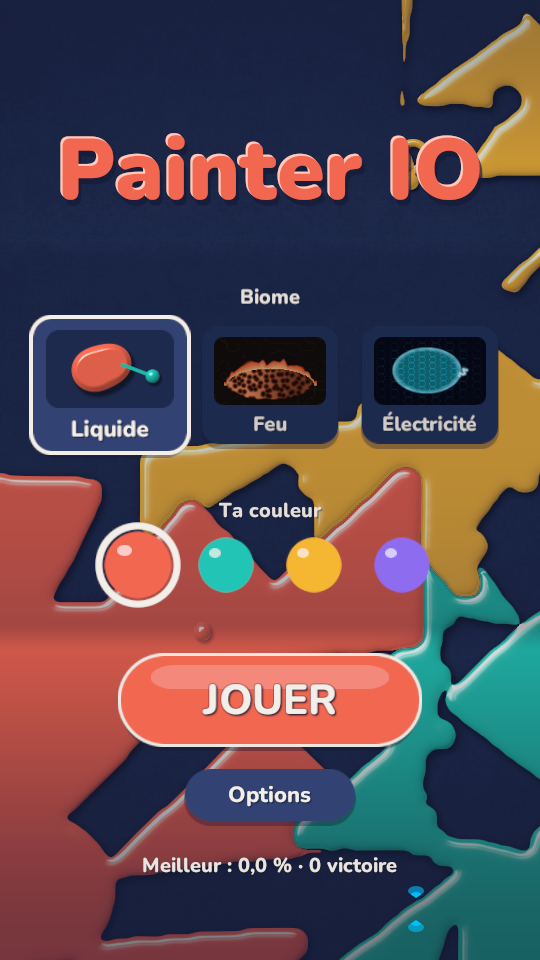 Painter IO
Biome
Liquide
Feu
Électricité
Ta couleur
JOUER
Options
Meilleur : 0,0 % · 0 victoire